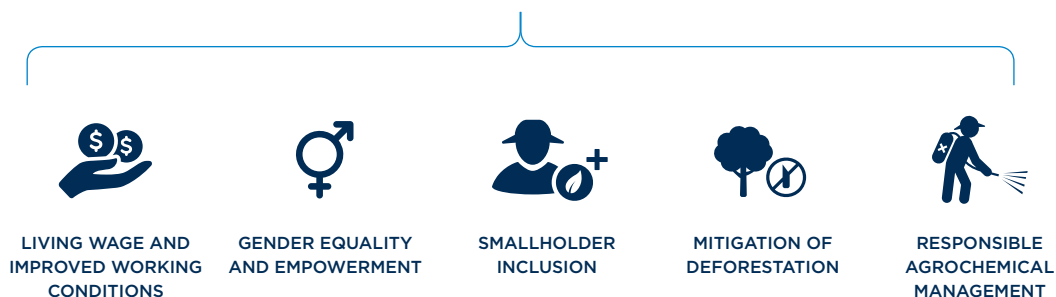 $ $
LIVING WAGE AND
IMPROVED WORKING
CONDITIONS
GENDER EQUALITY
AND EMPOWERMENT
SMALLHOLDER
INCLUSION
MITIGATION OF
DEFORESTATION
RESPONSIBLE
AGROCHEMICAL
MANAGEMENT